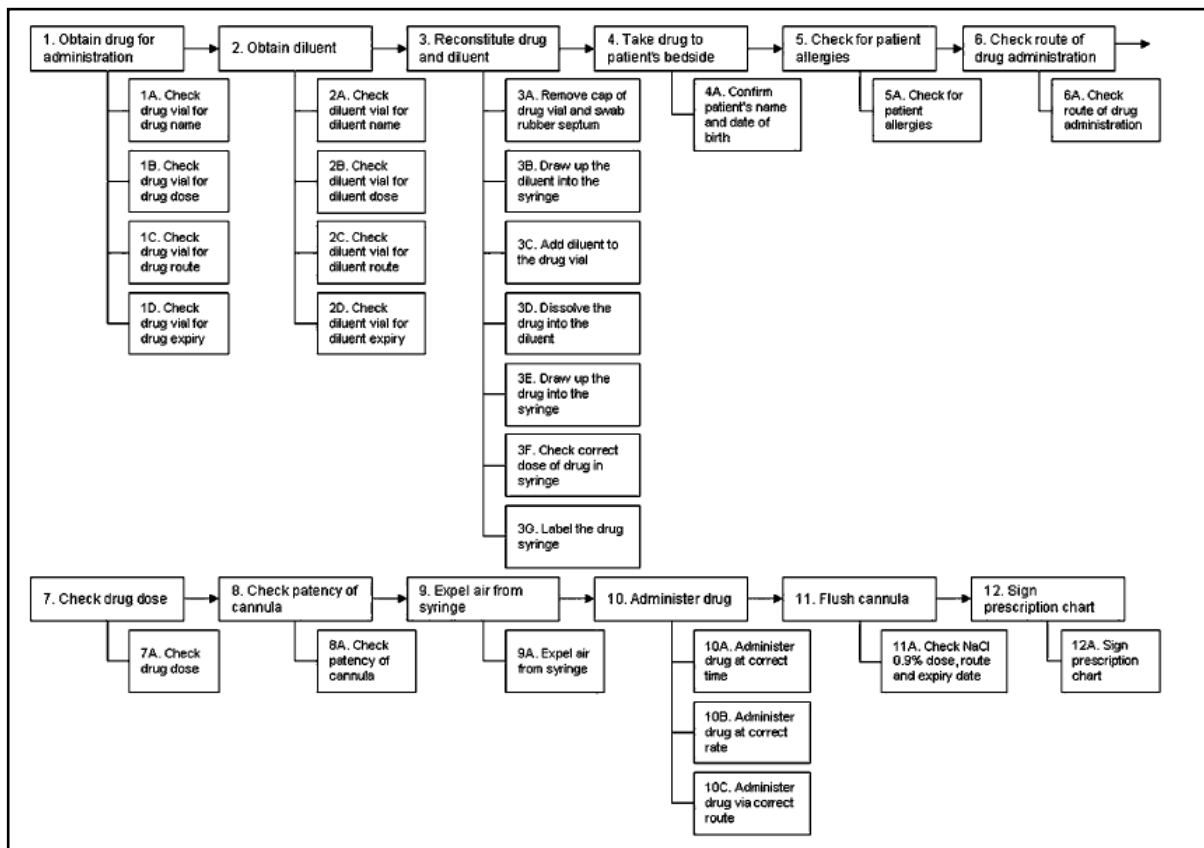 1. Obtain drug for
administration
2. Obtain diluent
3. Reconstitute drug
and diluent
4. Take drug to
patient's bedside
5. Check for patient
allergies
6. Check route of
drug administration
1A. Check
drug vial for
drug name
1B. Check
drug vial for
drug dose
1C. Check
drug vial for
drug route
1D. Check
drug vial for
drug expiry
2A. Check
diluent vial for
diluent name
2B. Check
diluent vial for
diluent dose
2C. Check
diluent vial for
diluent route
2D. Check
diluent vial for
diluent expiry
3A. Remove cap of
drug vial and swab
rubber septum
3B. Draw up the
diluent into the
syringe
3C. Add diluent to
the drug vial
3D. Dissolve the
drug into the
diluent
3E. Draw up the
drug into the
syringe
3F. Check correct
dose of drug in
syringe
3G. Label the drug
syringe
4A. Confirm
patient's name
and date of
birth
5A. Check for
patient
allergies
6A. Check
route of drug
administration
7. Check drug dose
8. Check patency of
cannula
9. Expel air from
syringe
10. Administer drug
11. Flush cannula
12. Sign
prescription chart
7A. Check
drug dose
8A. Check
patency of
cannula
9A. Expel air
from syringe
10A. Administer
drug at correct
time
10B. Administer
drug at correct
rate
10C. Administer
drug via correct
route
11A. Check NaCl
0.9% dose, route
and expiry date
12A. Sign
prescription
chart